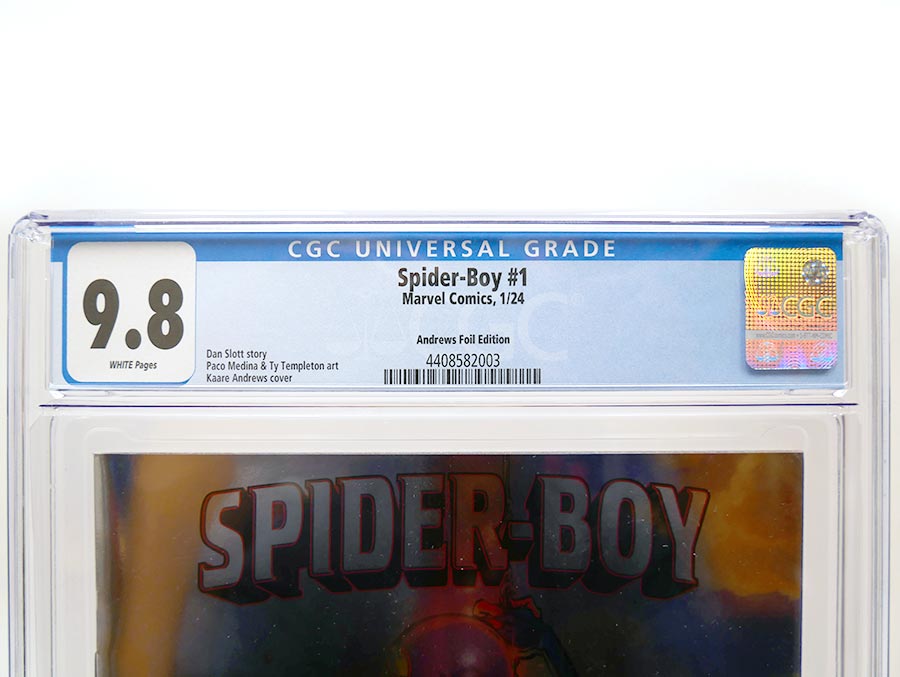 CGC UNIVERSAL GRADE
9.8
WHITE Pages
Spider-Boy #1
Marvel Comics, 1/24
Andrews Foil Edition
4408582003
Dan Slott story
Paco Medina & Ty Templeton art
Kaare Andrews cover
CGC
CGC
SPIDER-BOY